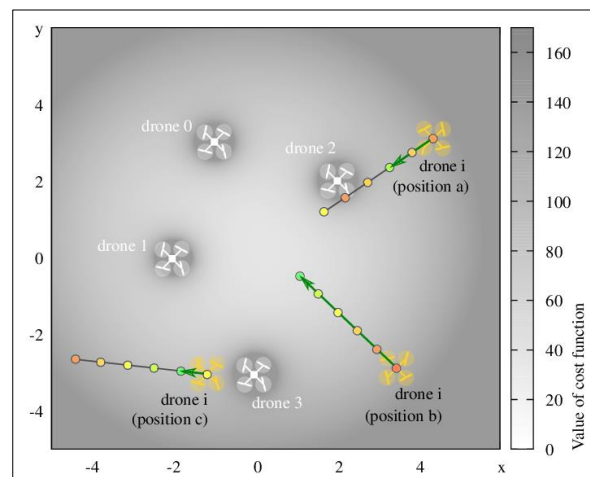 y
160
4
drone 0
140
drone 2
120
drone i
(position a)
2
100
0
drone 1
80
60
-2
40
drone i
(position c)
drone 3
drone i
(position b)
20
-4
0
-4
-2
0
2
4
x
Value of cost function